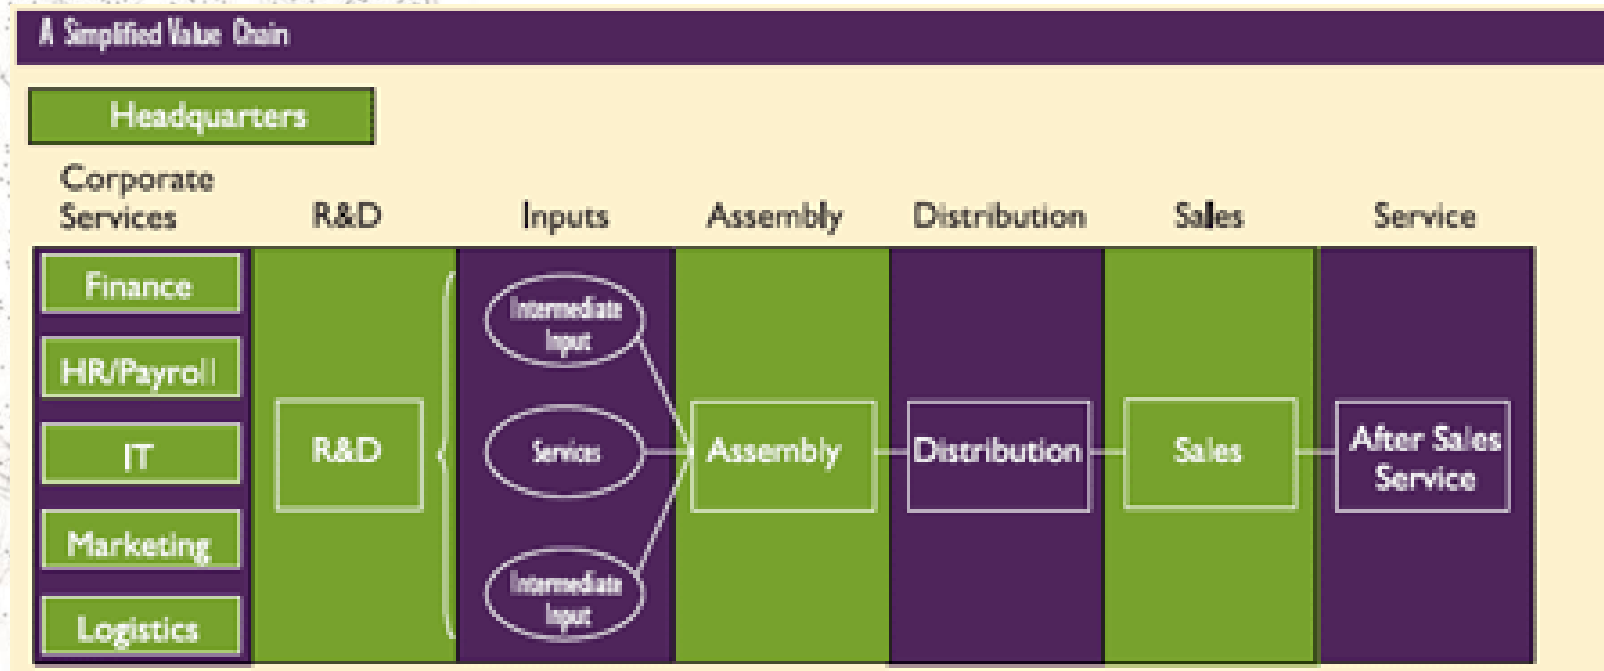 A Simplified Value Chain
Headquarters
Corporate
Services
R&D
Inputs
Assembly
Distribution
Sales
Service
Finance
HR/Payroll
IT
Marketing
Logistics
R&D
Intermediate
Input
Services
Intermediate
Input
Assembly
Distribution
Sales
After Sales
Service